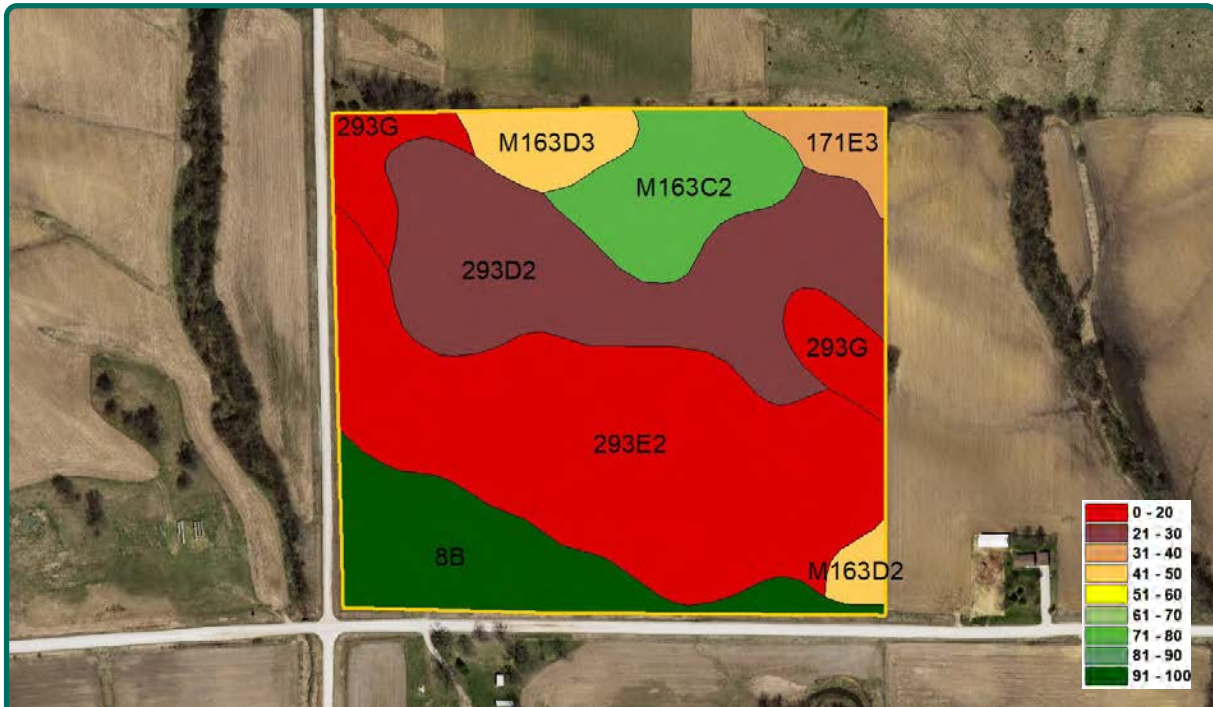 293G
M163D3
171E3
M163C2
293D2
293G
293E2
8B
M163D2
0 - 20
21 - 30
31 - 40
41 - 50
51 - 60
61 - 70
71 - 80
81 - 90
91 - 100